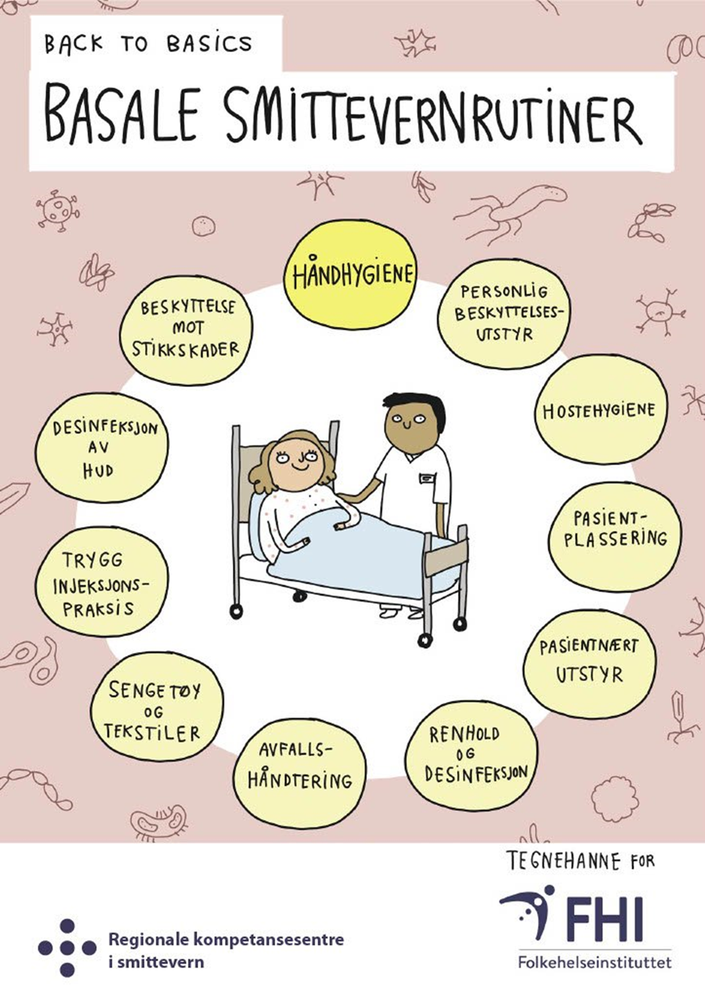 BACK TO BASICS
BASALE SMITTEVERNRUTINER
HÅNDHYGIENE
PERSONLIG
BESKYTTELSES-
UTSTYR
HOSTEHYGIENE
PASIENT-
PLASSERING
PASIENTNÆRT
UTSTYR
RENHOLD
OG
DESINFEKSJON
AVFALLS-
HÅNDTERING
SENGETØY
OG
TEKSTILER
TRYGG
INJEKSJONS-
PRAKSIS
DESINFEKSJON
AV
HUD
BESKYTTELSE
MOT
STIKKSKADER
TEGNEHANNE FOR
FHI
Folkehelseinstituttet
Regionale kompetansesentre
i smittevern